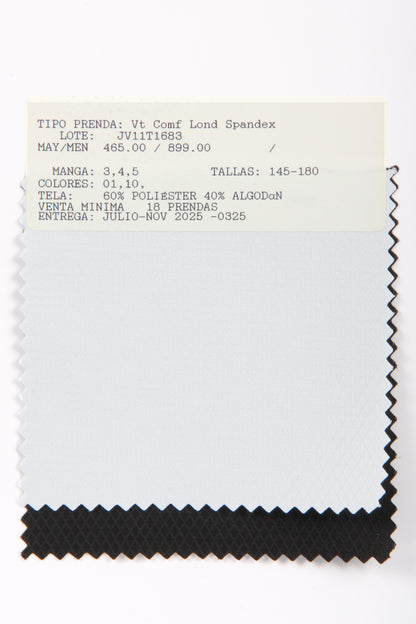 TIPO PRENDA: Vt Comf Lond Spandex
LOTE: JV11T1683
MAY/MEN 465.00 / 899.00 /
MANGA: 3,4,5 TALLAS: 145-180
COLORES: 01,10,
TELA: 60% POLIÉSTER 40% ALGODαN
VENTA MINIMA 18 PRENDAS
ENTREGA: JULIO-NOV 2025 -0325